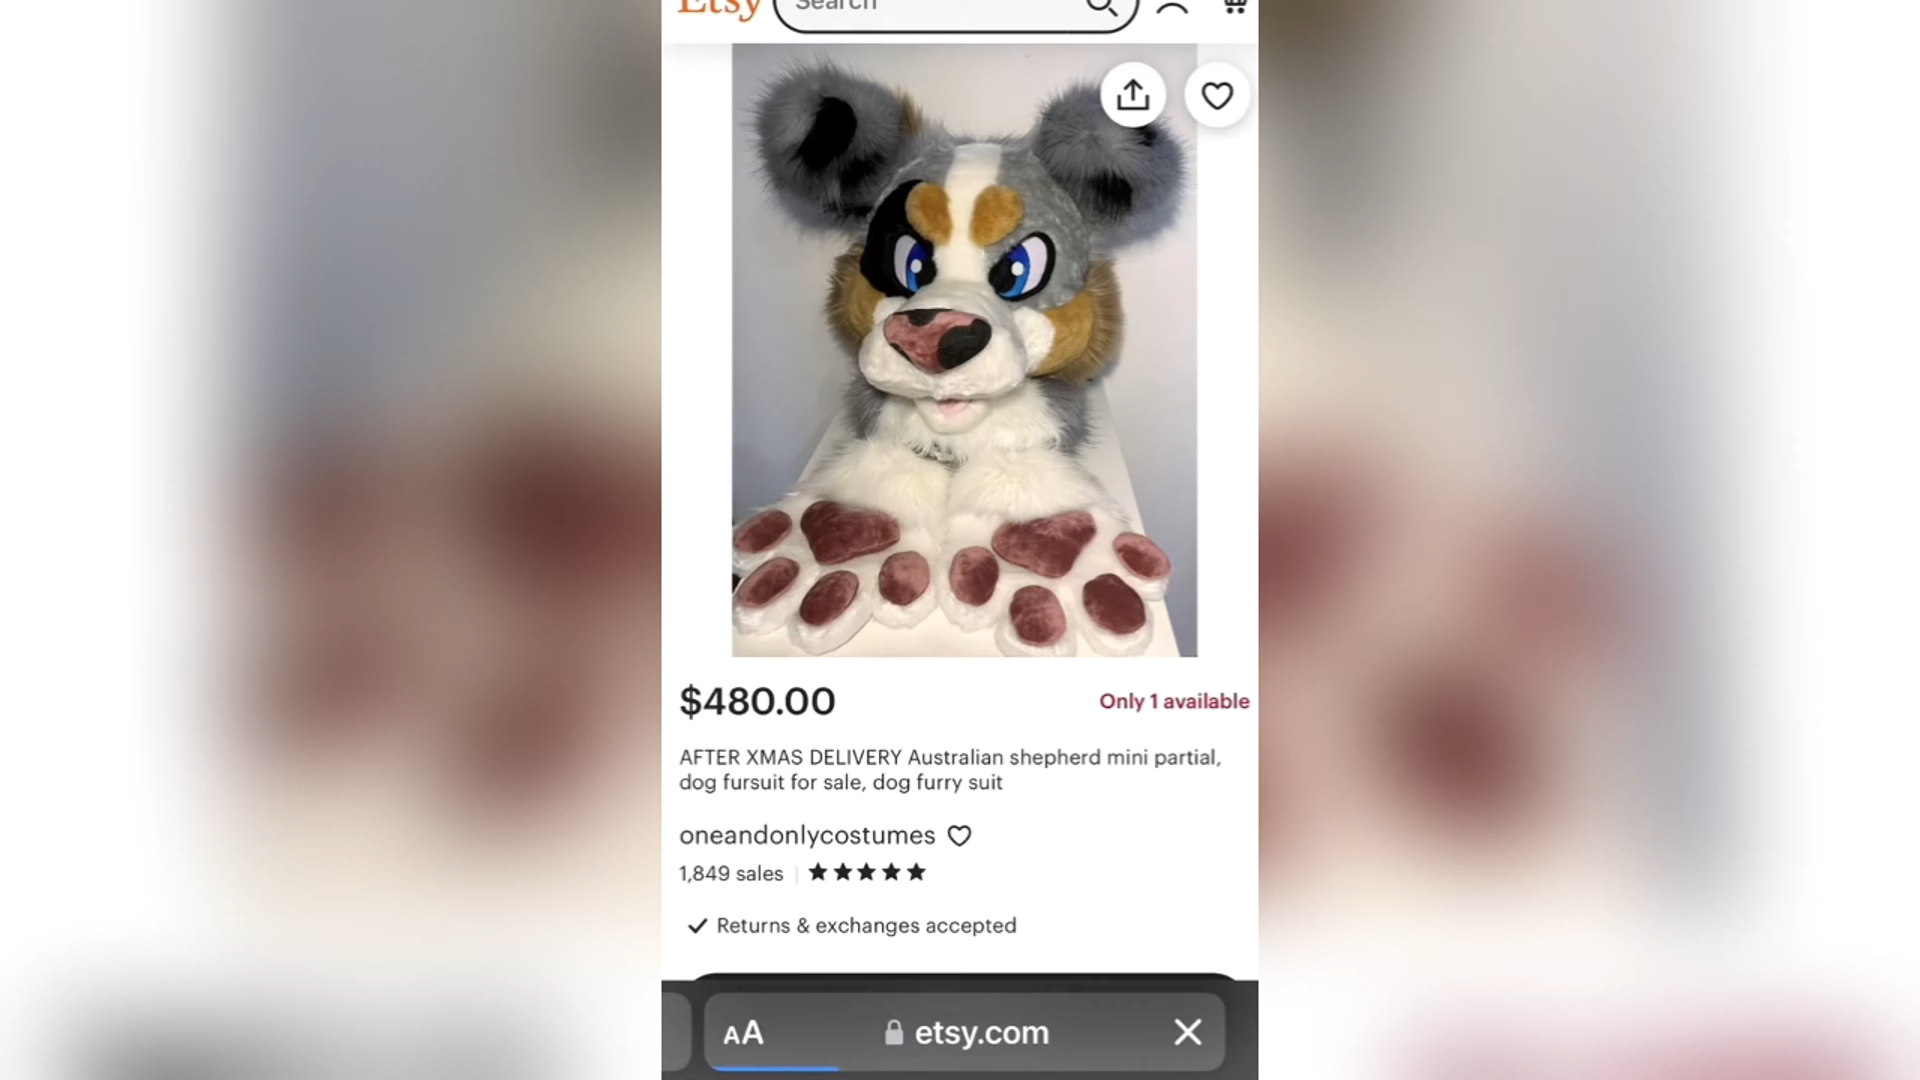 Etsy
Search
$480.00
Only 1 available
AFTER XMAS DELIVERY Australian shepherd mini partial,
dog fursuit for sale, dog furry suit
oneandonlycostumes
1,849 sales
Returns & exchanges accepted
AA
etsy.com